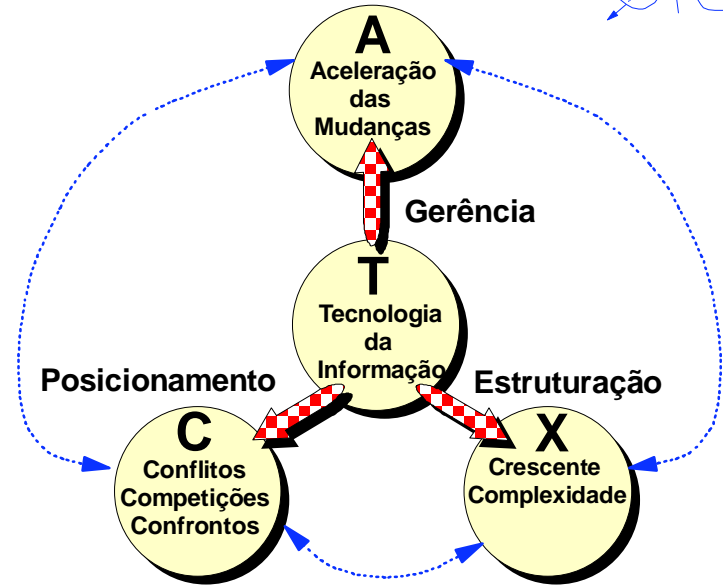 A
Aceleração
das
Mudanças
Gerência
T
Tecnologia
da
Informação
Posicionamento
Estruturação
C
Conflitos
Competições
Confrontos
X
Crescente
Complexidade